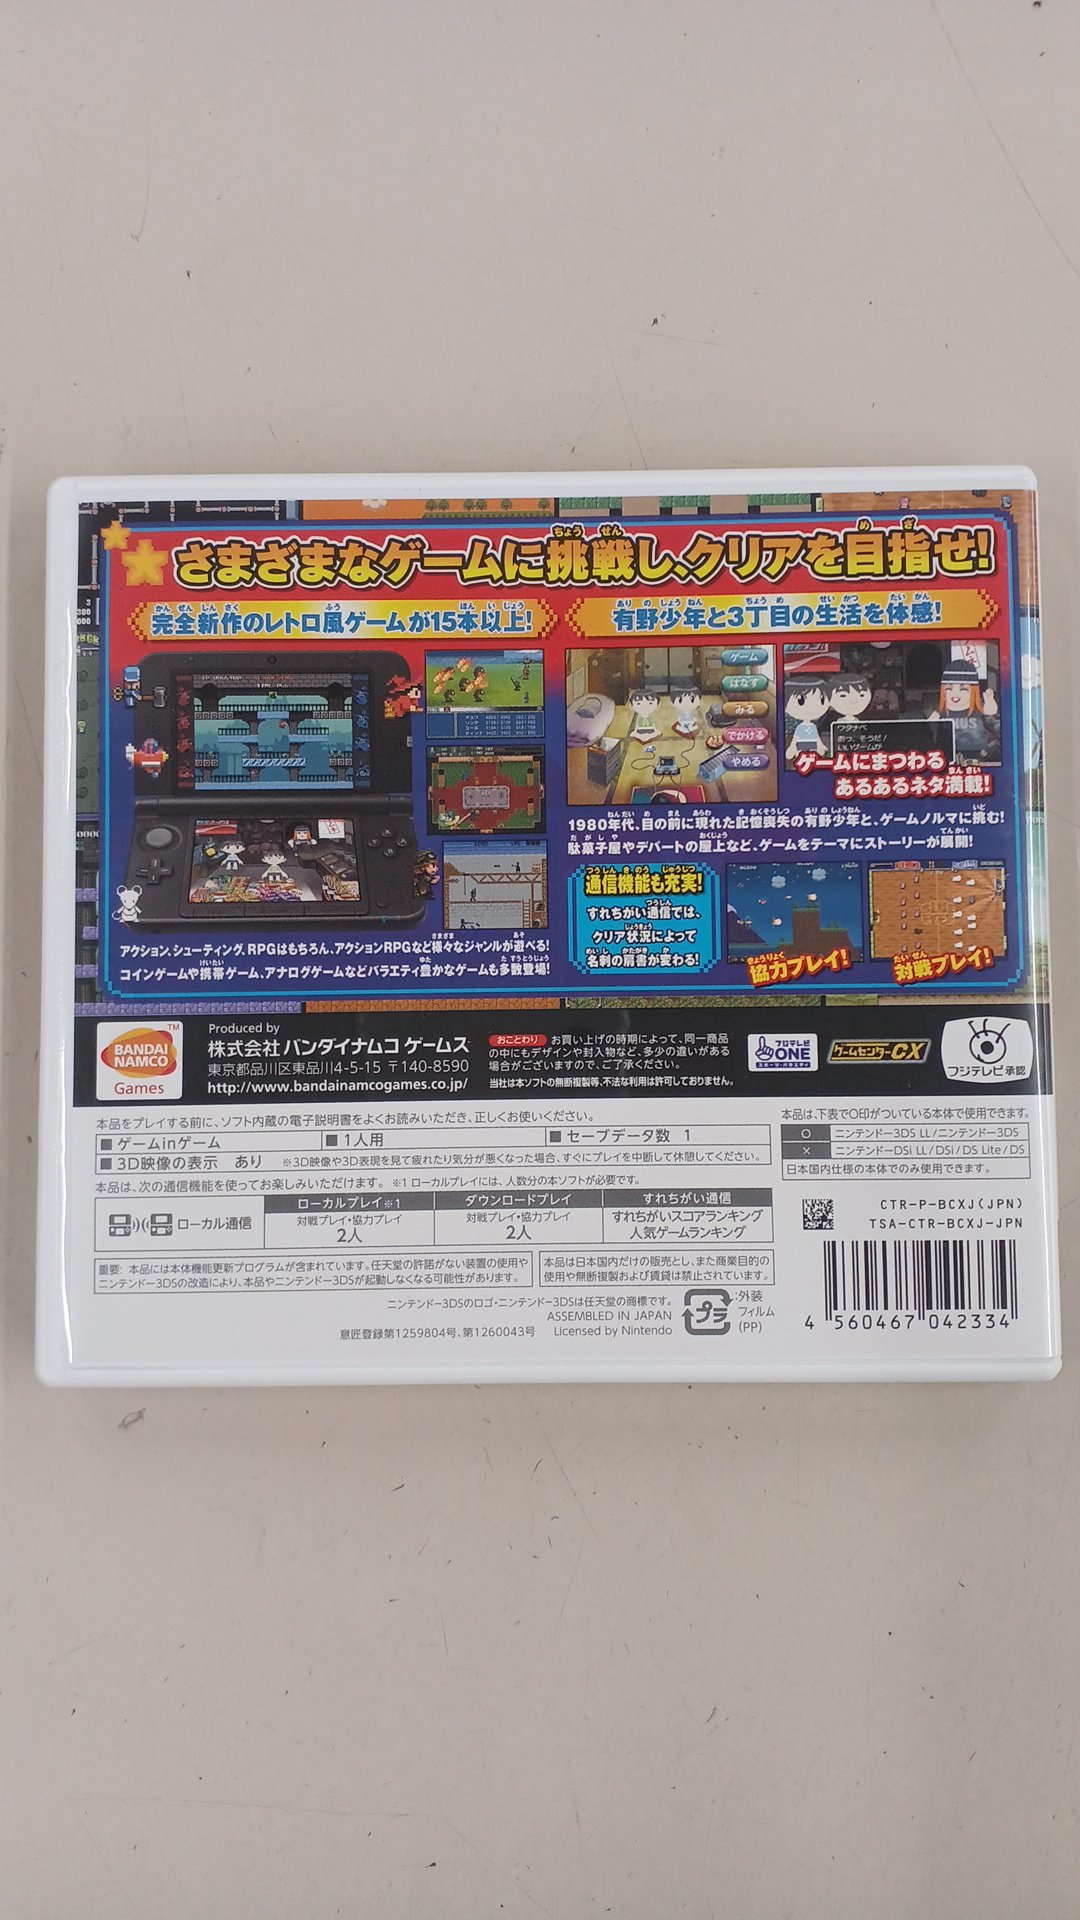 さまざまなゲームに挑戦し、クリアを目指せ!
完全新作のレトロ風ゲームが15本以上!
有野少年と3丁目の生活を体感!
ゲーム
はなす
みる
でかける
やめる
ワタナベ
あっ、そうだ!
ゲームにまつわる
あるあるネタ満載!
1980年代、目の前に現れた記憶喪失の有野少年と、ゲームノルマに挑む!
駄菓子屋やデパートの屋上など、ゲームをテーマにストーリーが展開!
通信機能も充実!
すれちがい通信では、
クリア状況によって
名刺の肩書が変わる!
協力プレイ!
対戦プレイ!
アクション、シューティング、RPGはもちろん、アクションRPGなど様々なジャンルが遊べる!
コインゲームや携帯ゲーム、アナログゲームなどバラエティ豊かなゲームも多数登場!
BANDAI
NAMCO
Games
TM
Produced by
株式会社 バンダイナムコ ゲームス
東京都品川区東品川4-5-15 〒140-8590
http://www.bandainamcogames.co.jp/
おことわり お買い上げの時期によって、同一商品
の中にもデザインや封入物など、多少の違いがある
場合がございますので、ご了承ください。
当社は本ソフトの無断複製等、不法な利用は許可しておりません。
フジテレビ
ONE
スポーツ・バラエティ
ゲームセンターCX
フジテレビ承認
本品をプレイする前に、ソフト内蔵の電子説明書をよくお読みいただき、正しくお使いください。
■ゲームinゲーム
■1人用
■セーブデータ数 1
■3D映像の表示 あり ※3D映像や3D表現を見て疲れたり気分が悪くなった場合、すぐにプレイを中断して休憩してください。
本品は、次の通信機能を使ってお楽しみいただけます。 ※1 ローカルプレイには、人数分の本ソフトが必要です。
ローカル通信
ローカルプレイ※1
対戦プレイ・協力プレイ
2人
ダウンロードプレイ
対戦プレイ・協力プレイ
2人
すれちがい通信
すれちがいスコアランキング
人気ゲームランキング
重要: 本品には本体機能更新プログラムが含まれています。任天堂の許諾がない装置の使用や
ニンテンドー3DSの改造により、本品やニンテンドー3DSが起動しなくなる可能性があります。
本品は日本国内だけの販売とし、また商業目的の
使用や無断複製および賃貸は禁止されています。
ニンテンドー3DSのロゴ・ニンテンドー3DSは任天堂の商標です。
ASSEMBLED IN JAPAN
意匠登録第1259804号、第1260043号 Licensed by Nintendo
プラ
:外装
フィルム
(PP)
本品は、下表で○印がついている本体で使用できます。
○ ニンテンドー3DS LL/ニンテンドー3DS
× ニンテンドーDSi LL/DSi/DS Lite/DS
日本国内仕様の本体でのみ使用できます。
CTR-P-BCXJ(JPN)
TSA-CTR-BCXJ-JPN
4 560467 042334